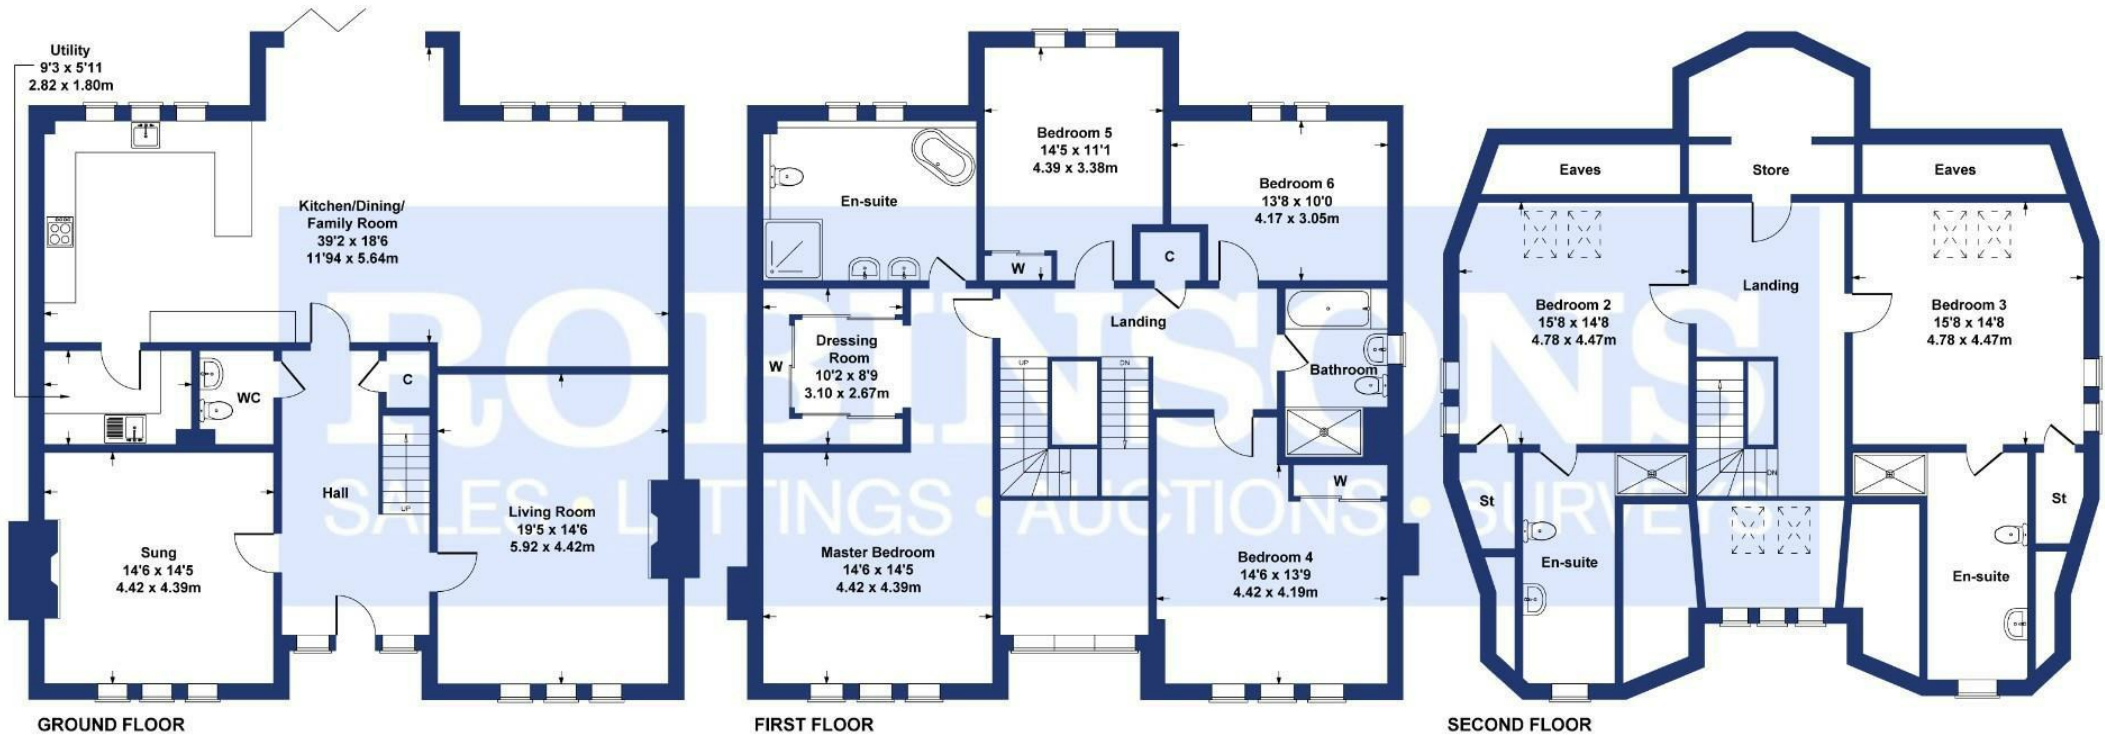 Utility
9'3 x 5'11
2.82 x 1.80m
Kitchen/Dining/
Family Room
39'2 x 18'6
11'94 x 5.64m
WC
C
Hall
UP
Sung
14'6 x 14'5
4.42 x 4.39m
Living Room
19'5 x 14'6
5.92 x 4.42m
GROUND FLOOR
En-suite
Bedroom 5
14'5 x 11'1
4.39 x 3.38m
W
Bedroom 6
13'8 x 10'0
4.17 x 3.05m
C
Landing
Dressing
Room
10'2 x 8'9
3.10 x 2.67m
W
UP
DN
Bathroom
W
Master Bedroom
14'6 x 14'5
4.42 x 4.39m
Bedroom 4
14'6 x 13'9
4.42 x 4.19m
FIRST FLOOR
Eaves
Store
Eaves
Landing
Bedroom 2
15'8 x 14'8
4.78 x 4.47m
Bedroom 3
15'8 x 14'8
4.78 x 4.47m
DN
St
St
En-suite
En-suite
SECOND FLOOR
ROBINSONS
SALES • LETTINGS • AUCTIONS • SURVEYS